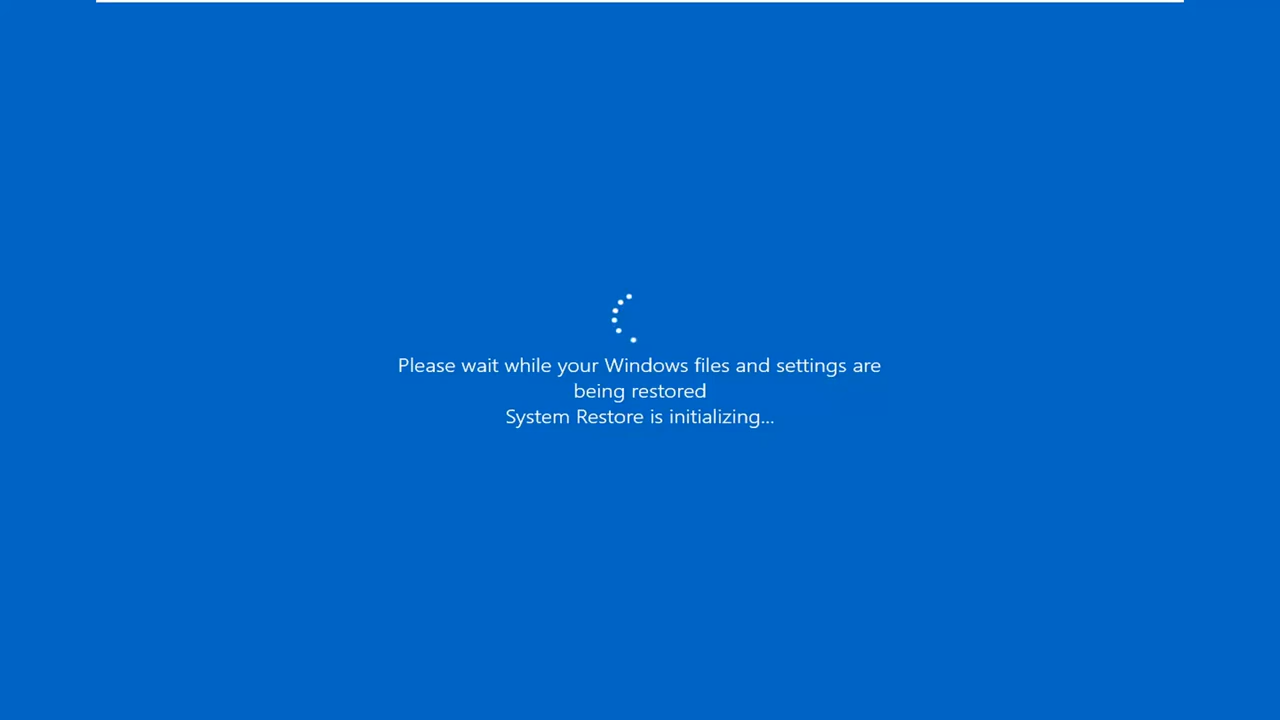 Please wait while your Windows files and settings are
being restored
System Restore is initializing...